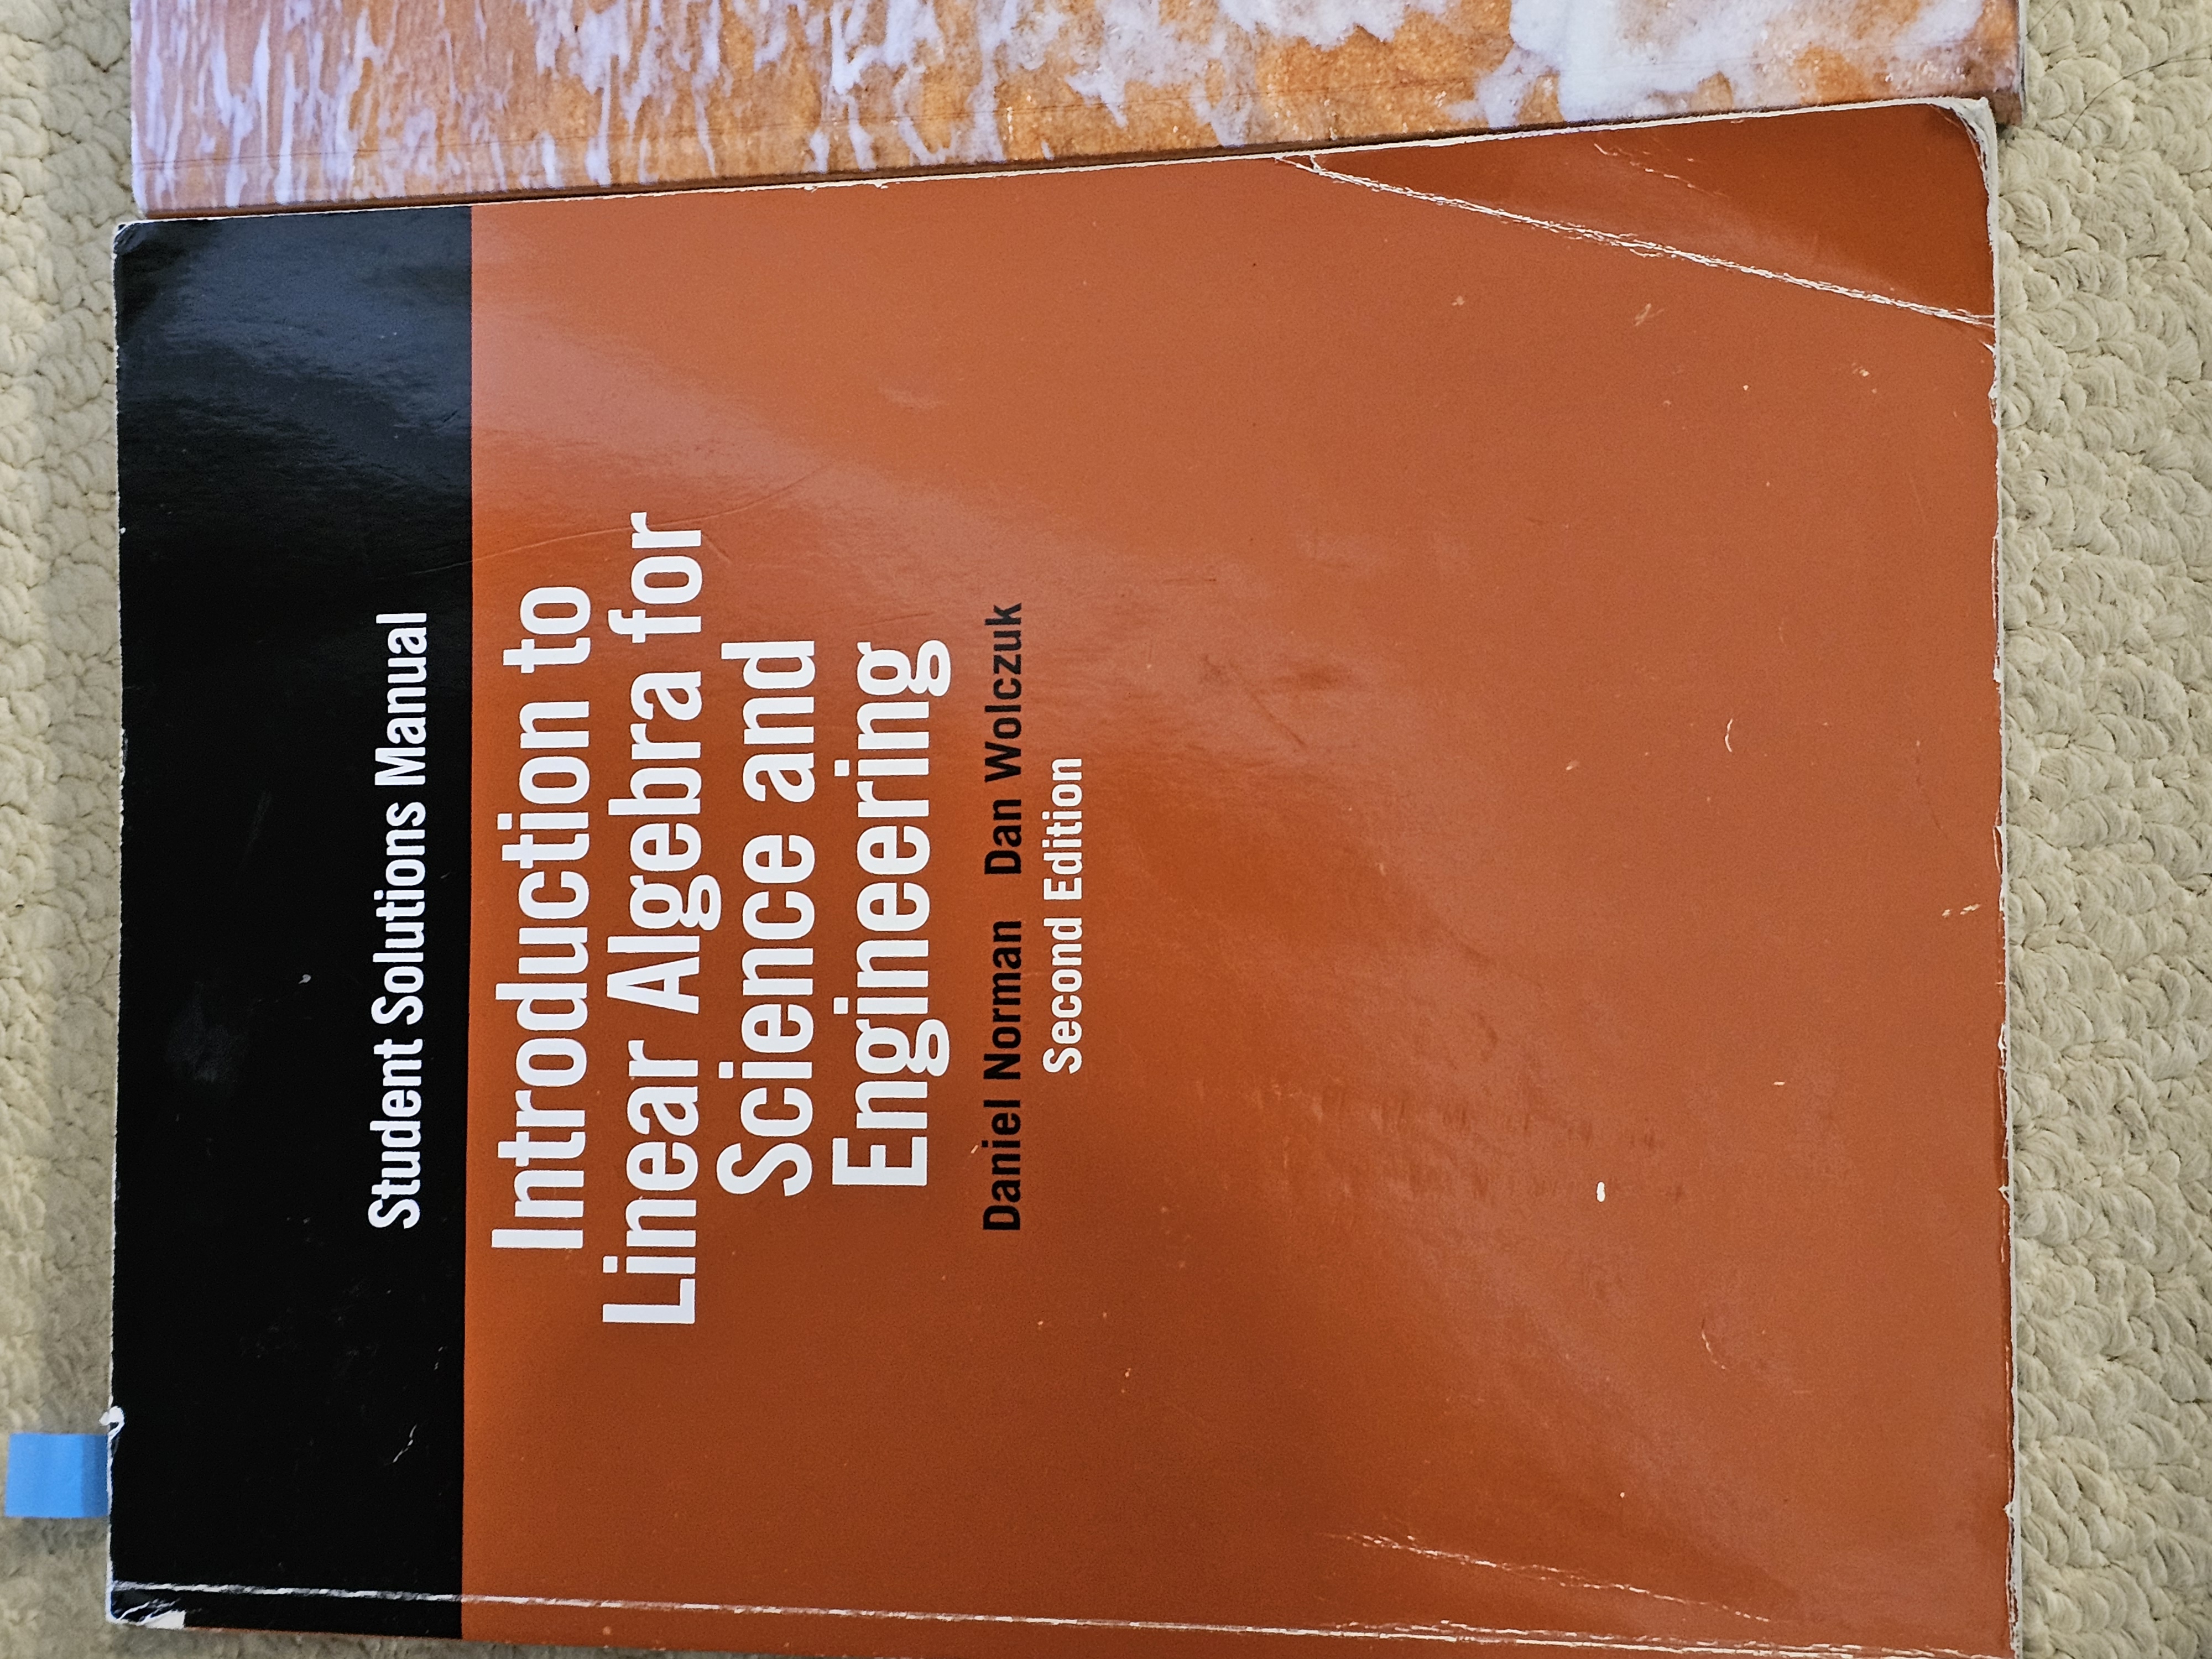 Student Solutions Manual
Introduction to
Linear Algebra for
Science and
Engineering
Daniel Norman Dan Wolczuk
Second Edition